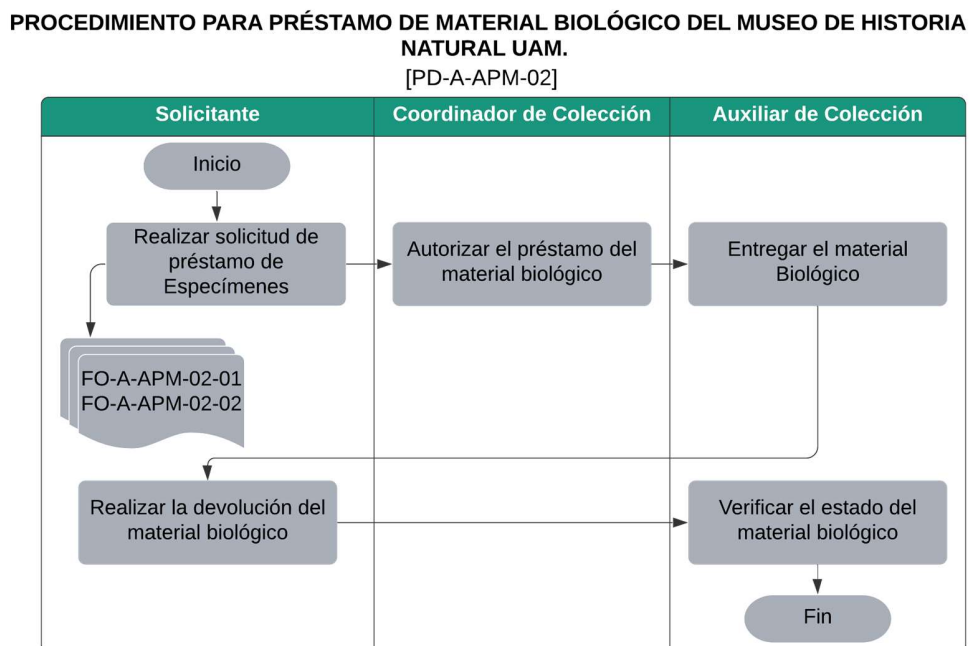 PROCEDIMIENTO PARA PRÉSTAMO DE MATERIAL BIOLÓGICO DEL MUSEO DE HISTORIA
NATURAL UAM.
[PD-A-APM-02]
Solicitante
Coordinador de Colección
Auxiliar de Colección
Inicio
Realizar solicitud de
préstamo de
Especímenes
Autorizar el préstamo del
material biológico
Entregar el material
Biológico
FO-A-APM-02-01
FO-A-APM-02-02
Realizar la devolución del
material biológico
Verificar el estado del
material biológico
Fin